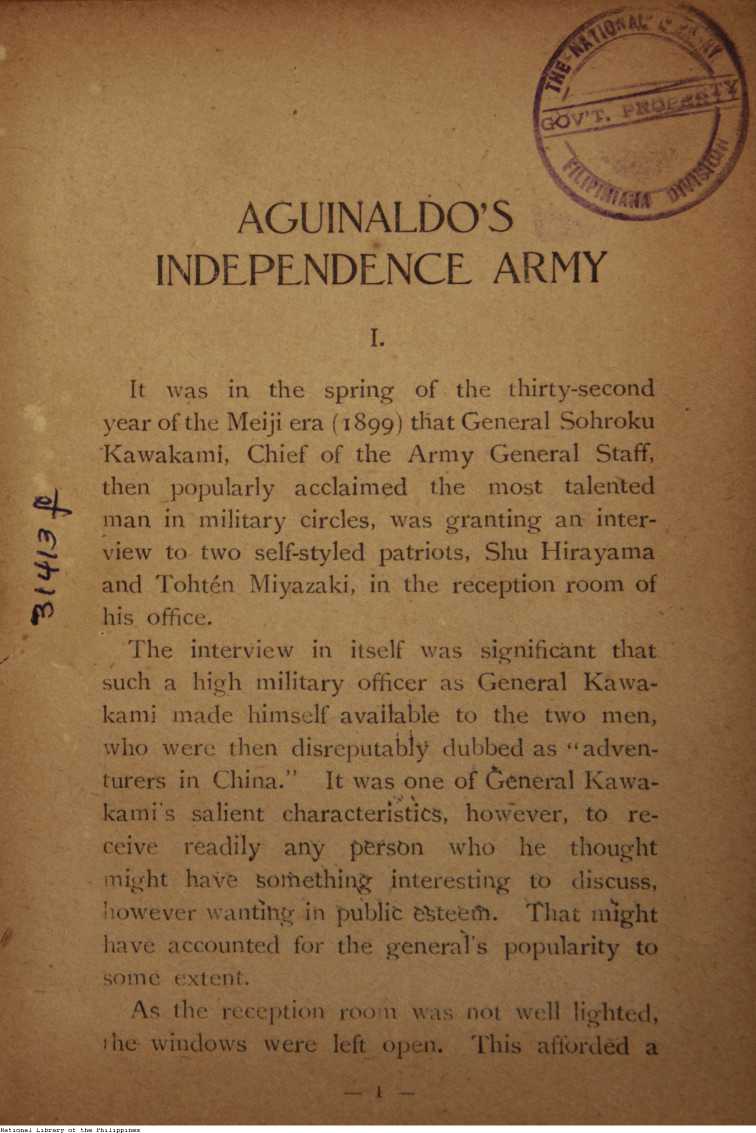 THE NATIONAL LIBRARY
GOV'T. PROPERTY
FILIPINIANA DIVISION
AGUINALDO'S
INDEPENDENCE ARMY
I.
It was in the spring of the thirty-second
year of the Meiji era (1899) that General Sohroku
Kawakami, Chief of the Army General Staff,
then popularly acclaimed the most talented
man in military circles, was granting an inter-
view to two self-styled patriots, Shu Hirayama
and Tohtén Miyazaki, in the reception room of
his office.
The interview in itself was significant that
such a high military officer as General Kawa-
kami made himself available to the two men,
who were then disreputably dubbed as “adven-
turers in China.” It was one of General Kawa-
kami's salient characteristics, however, to re-
ceive readily any person who he thought
might have something interesting to discuss,
however wanting in public esteem. That might
have accounted for the general's popularity to
some extent.
As the reception room was not well lighted,
the windows were left open. This afforded a
— 1 —
31413
National Library of the Philippines